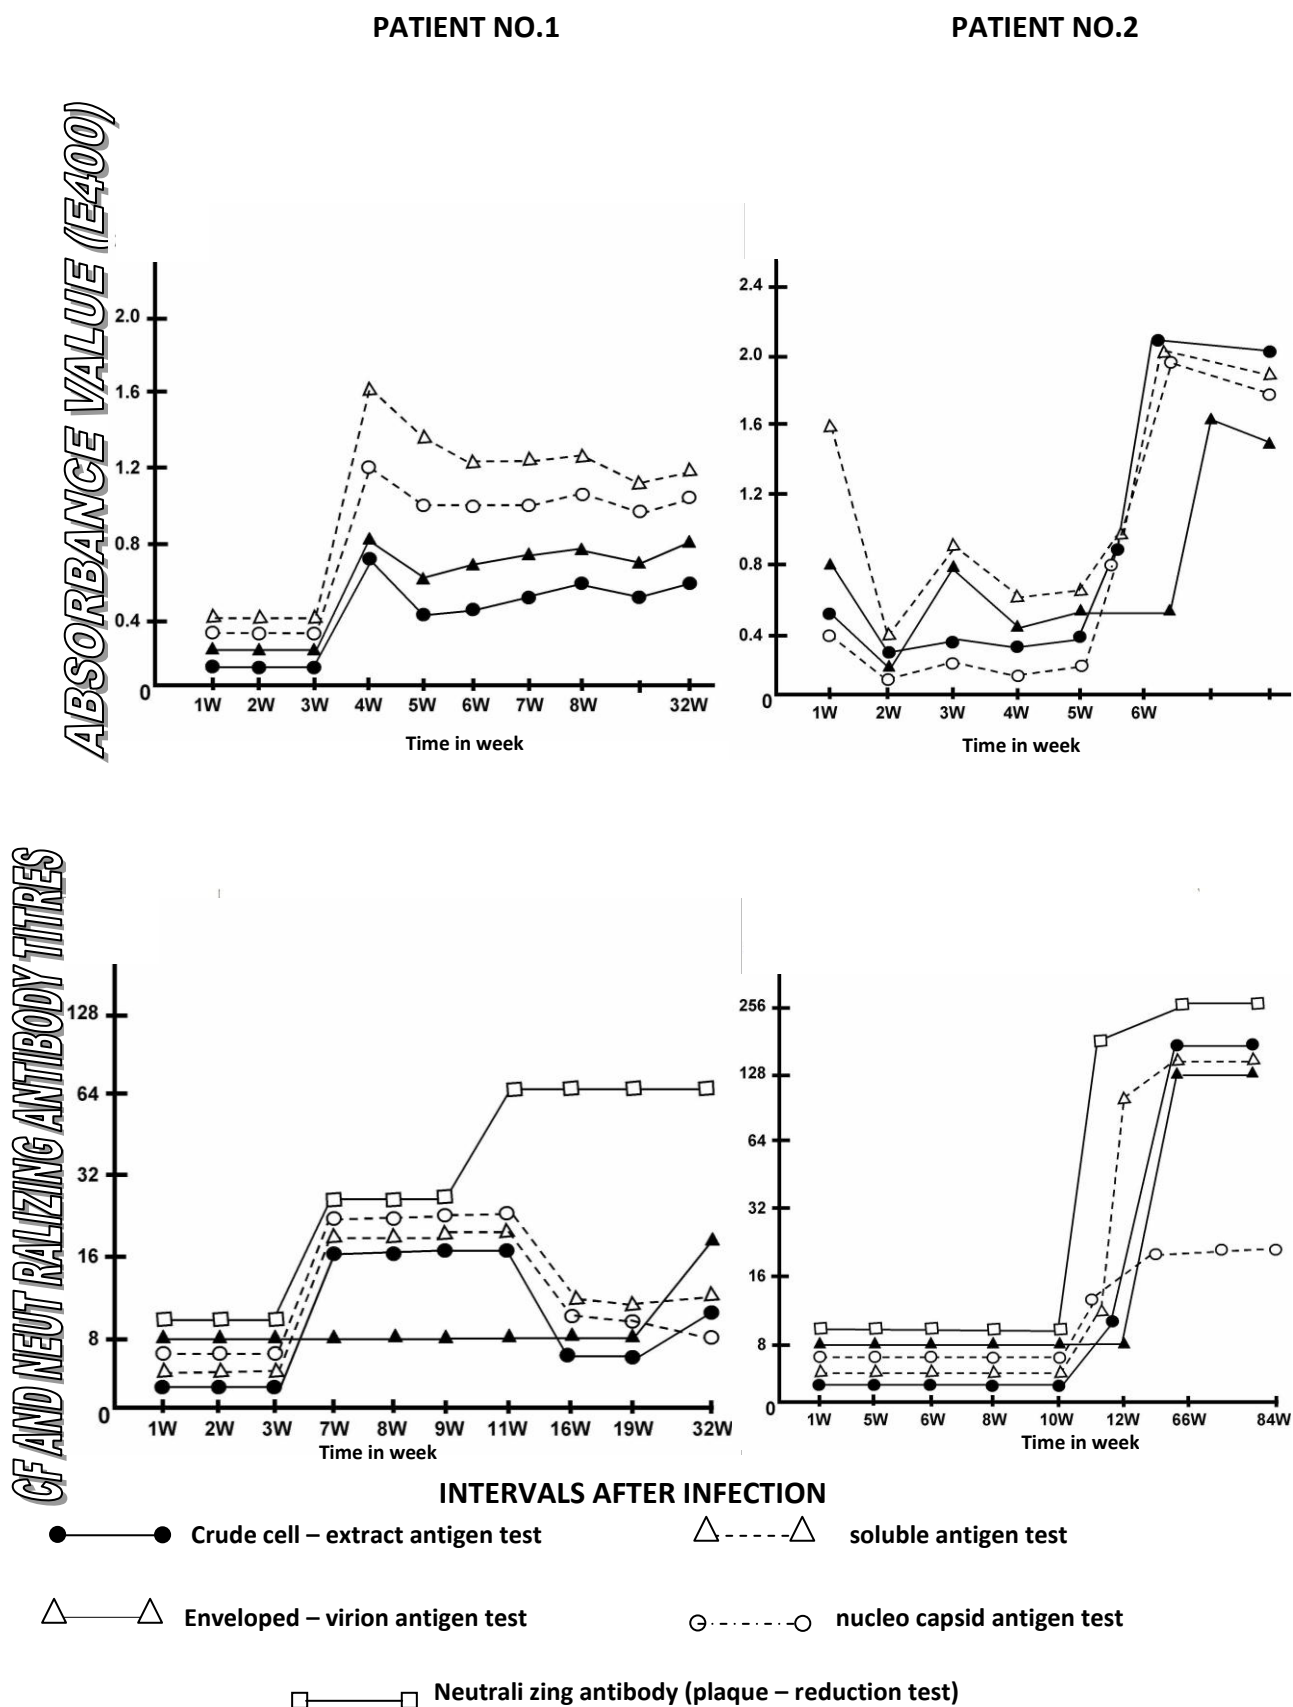 PATIENT NO.1
PATIENT NO.2
ABSORBANCE VALUE (E400)
2.0
1.6
1.2
0.8
0.4
0
1W 2W 3W 4W 5W 6W 7W 8W 32W
Time in week
2.4
2.0
1.6
1.2
0.8
0.4
0
1W 2W 3W 4W 5W 6W
Time in week
CF AND NEUT RALIZING ANTIBODY TITRES
128
64
32
16
8
0
1W 2W 3W 7W 8W 9W 11W 16W 19W 32W
Time in week
256
128
64
32
16
8
0
1W 5W 6W 8W 10W 12W 66W 84W
Time in week
INTERVALS AFTER INFECTION
Crude cell – extract antigen test
soluble antigen test
Enveloped – virion antigen test
nucleo capsid antigen test
Neutrali zing antibody (plaque – reduction test)